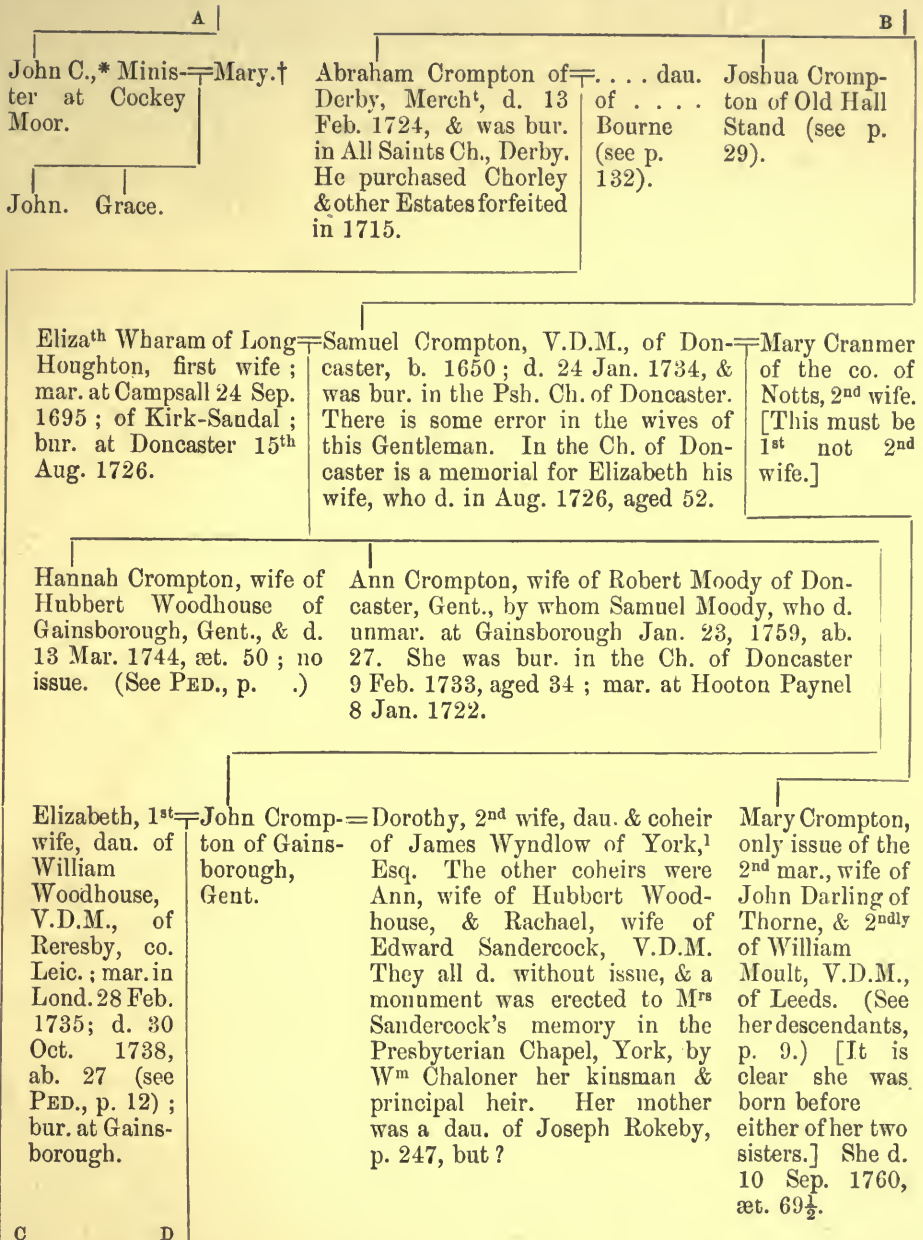 A
B
John C.,* Minis-=Mary.†
ter at Cockey
Moor.
John. Grace.
Abraham Crompton of=. . . . dau.
Derby, Mercht, d. 13 of . . . .
Feb. 1724, & was bur. Bourne
in All Saints Ch., Derby. (see p.
He purchased Chorley 132).
& other Estates forfeited
in 1715.
Joshua Cromp-
ton of Old Hall
Stand (see p.
29).
Elizath Wharam of Long=
Houghton, first wife ;
mar. at Campsall 24 Sep.
1695 ; of Kirk-Sandal ;
bur. at Doncaster 15th
Aug. 1726.
Samuel Crompton, V.D.M., of Don-=
caster, b. 1650 ; d. 24 Jan. 1734, &
was bur. in the Psh. Ch. of Doncaster.
There is some error in the wives of
this Gentleman. In the Ch. of Don-
caster is a memorial for Elizabeth his
wife, who d. in Aug. 1726, aged 52.
Mary Cranmer
of the co. of
Notts, 2nd wife.
[This must be
1st not 2nd
wife.]
Hannah Crompton, wife of
Hubbert Woodhouse of
Gainsborough, Gent., & d.
13 Mar. 1744, æt. 50 ; no
issue. (See PED., p. .)
Ann Crompton, wife of Robert Moody of Don-
caster, Gent., by whom Samuel Moody, who d.
unmar. at Gainsborough Jan. 23, 1759, ab.
27. She was bur. in the Ch. of Doncaster
9 Feb. 1733, aged 34 ; mar. at Hooton Paynel
8 Jan. 1722.
Elizabeth, 1st=
wife, dau. of
William
Woodhouse,
V.D.M., of
Reresby, co.
Leic. ; mar. in
Lond. 28 Feb.
1735; d. 30
Oct. 1738,
ab. 27 (see
PED., p. 12) ;
bur. at Gains-
borough.
John Cromp-=
ton of Gains-
borough,
Gent.
Dorothy, 2nd wife, dau. & coheir
of James Wyndlow of York,1
Esq. The other coheirs were
Ann, wife of Hubbert Wood-
house, & Rachael, wife of
Edward Sandercock, V.D.M.
They all d. without issue, & a
monument was erected to Mrs
Sandercock's memory in the
Presbyterian Chapel, York, by
Wm Chaloner her kinsman &
principal heir. Her mother
was a dau. of Joseph Rokeby,
p. 247, but ?
Mary Crompton,
only issue of the
2nd mar., wife of
John Darling of
Thorne, & 2ndly
of William
Moult, V.D.M.,
of Leeds. (See
her descendants,
p. 9.) [It is
clear she was
born before
either of her two
sisters.] She d.
10 Sep. 1760,
æt. 69½.
C D